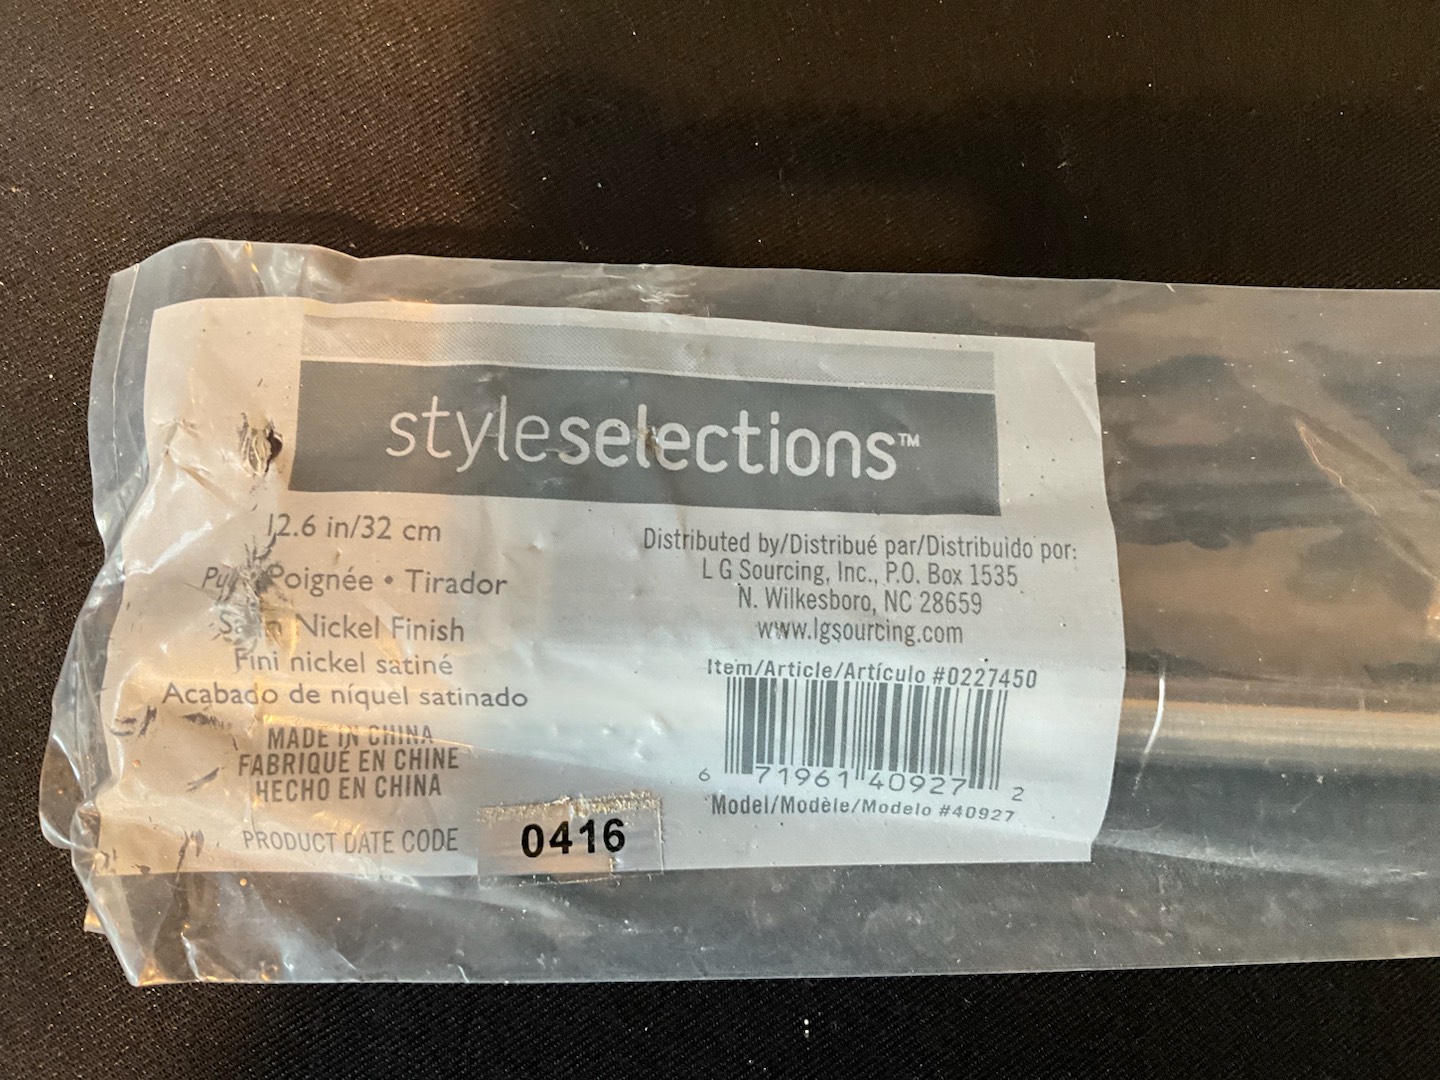 styleselections™
12.6 in/32 cm
Poignée • Tirador
Nickel Finish
Fini nickel satiné
Acabado de níquel satinado
MADE IN CHINA
FABRIQUÉ EN CHINE
HECHO EN CHINA
PRODUCT DATE CODE 0416
Distributed by/Distribué par/Distribuido por:
L G Sourcing, Inc., P.O. Box 1535
N. Wilkesboro, NC 28659
www.lgsourcing.com
Item/Article/Artículo #0227450
6 71961 40927 2
Model/Modèle/Modelo #40927